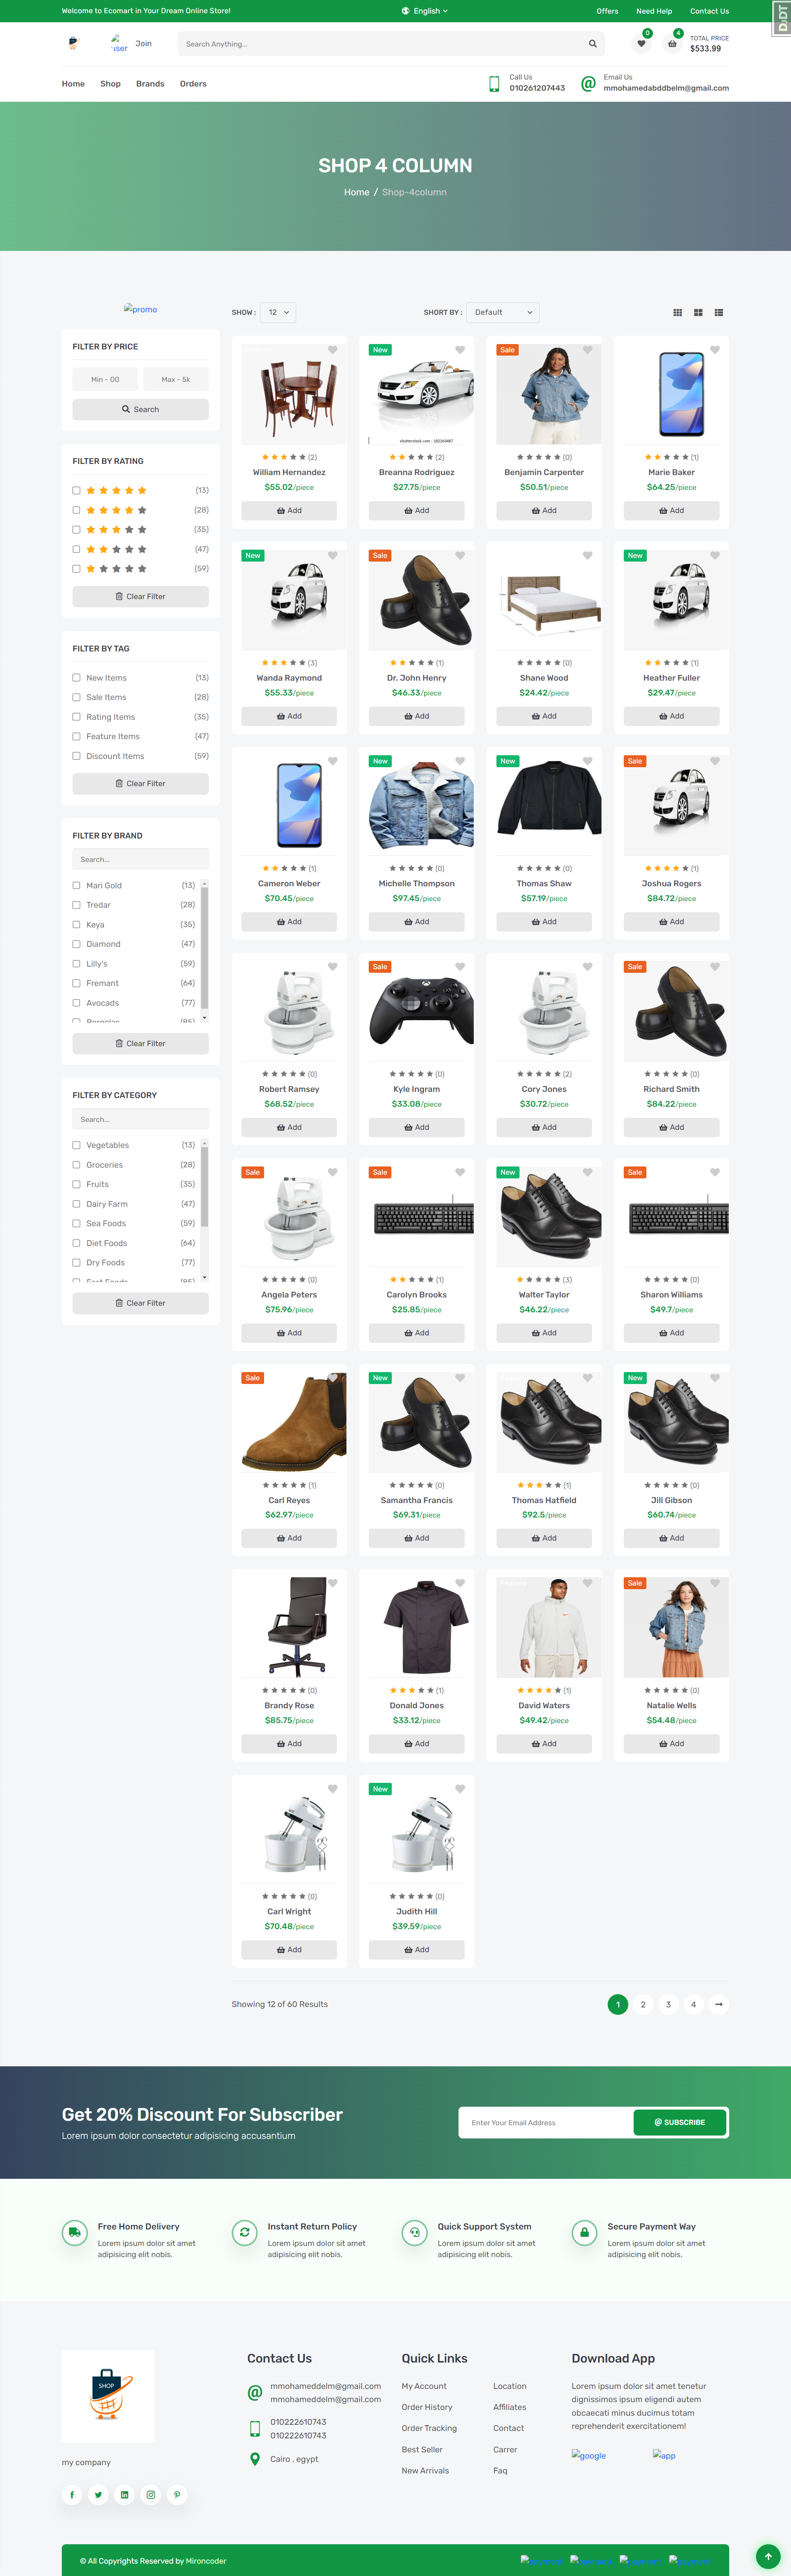 Welcome to Ecomart in Your Dream Online Store!
English
Offers
Need Help
Contact Us
DjDT
user
Join
Search Anything...
0
4
TOTAL PRICE
$533.99
Home
Shop
Brands
Orders
Call Us
010261207443
Email Us
mmohamedabddbelm@gmail.com
SHOP 4 COLUMN
Home / Shop-4column
promo
FILTER BY PRICE
Min - 00
Max - 5k
Search
FILTER BY RATING
(13)
(28)
(35)
(47)
(59)
Clear Filter
FILTER BY TAG
New Items (13)
Sale Items (28)
Rating Items (35)
Feature Items (47)
Discount Items (59)
Clear Filter
FILTER BY BRAND
Search...
Mari Gold (13)
Tredar (28)
Keya (35)
Diamond (47)
Lilly's (59)
Fremant (64)
Avocads (77)
Clear Filter
FILTER BY CATEGORY
Search...
Vegetables (13)
Groceries (28)
Fruits (35)
Dairy Farm (47)
Sea Foods (59)
Diet Foods (64)
Dry Foods (77)
Fast Foods (85)
Clear Filter
SHOW : 12
SHORT BY : Default
(2)
William Hernandez
$55.02/piece
Add
New
shutterstock.com · 182263487
(2)
Breanna Rodriguez
$27.75/piece
Add
Sale
(0)
Benjamin Carpenter
$50.51/piece
Add
(1)
Marie Baker
$64.25/piece
Add
New
(3)
Wanda Raymond
$55.33/piece
Add
Sale
(1)
Dr. John Henry
$46.33/piece
Add
(0)
Shane Wood
$24.42/piece
Add
New
(1)
Heather Fuller
$29.47/piece
Add
(1)
Cameron Weber
$70.45/piece
Add
New
(0)
Michelle Thompson
$97.45/piece
Add
New
(0)
Thomas Shaw
$57.19/piece
Add
Sale
(1)
Joshua Rogers
$84.72/piece
Add
(0)
Robert Ramsey
$68.52/piece
Add
Sale
(0)
Kyle Ingram
$33.08/piece
Add
(2)
Cory Jones
$30.72/piece
Add
Sale
(0)
Richard Smith
$84.22/piece
Add
Sale
(0)
Angela Peters
$75.96/piece
Add
Sale
(1)
Carolyn Brooks
$25.85/piece
Add
New
(3)
Walter Taylor
$46.22/piece
Add
Sale
(0)
Sharon Williams
$49.7/piece
Add
Sale
(1)
Carl Reyes
$62.97/piece
Add
New
(0)
Samantha Francis
$69.31/piece
Add
(1)
Thomas Hatfield
$92.5/piece
Add
New
(0)
Jill Gibson
$60.74/piece
Add
(0)
Brandy Rose
$85.75/piece
Add
(1)
Donald Jones
$33.12/piece
Add
Feature
(1)
David Waters
$49.42/piece
Add
Sale
(0)
Natalie Wells
$54.48/piece
Add
(0)
Carl Wright
$70.48/piece
Add
New
(0)
Judith Hill
$39.59/piece
Add
Showing 12 of 60 Results
1
2
3
4
Get 20% Discount For Subscriber
Lorem ipsum dolor consectetur adipisicing accusantium
Enter Your Email Address
@ SUBSCRIBE
Free Home Delivery
Lorem ipsum dolor sit amet
adipisicing elit nobis.
Instant Return Policy
Lorem ipsum dolor sit amet
adipisicing elit nobis.
Quick Support System
Lorem ipsum dolor sit amet
adipisicing elit nobis.
Secure Payment Way
Lorem ipsum dolor sit amet
adipisicing elit nobis.
SHOP
my company
Contact Us
mmohameddelm@gmail.com
mmohameddelm@gmail.com
010222610743
010222610743
Cairo , egypt
Quick Links
My Account
Order History
Order Tracking
Best Seller
New Arrivals
Location
Affiliates
Contact
Carrer
Faq
Download App
Lorem ipsum dolor sit amet tenetur
dignissimos ipsum eligendi autem
obcaecati minus ducimus totam
reprehenderit exercitationem!
google
app
© All Copyrights Reserved by Mironcoder